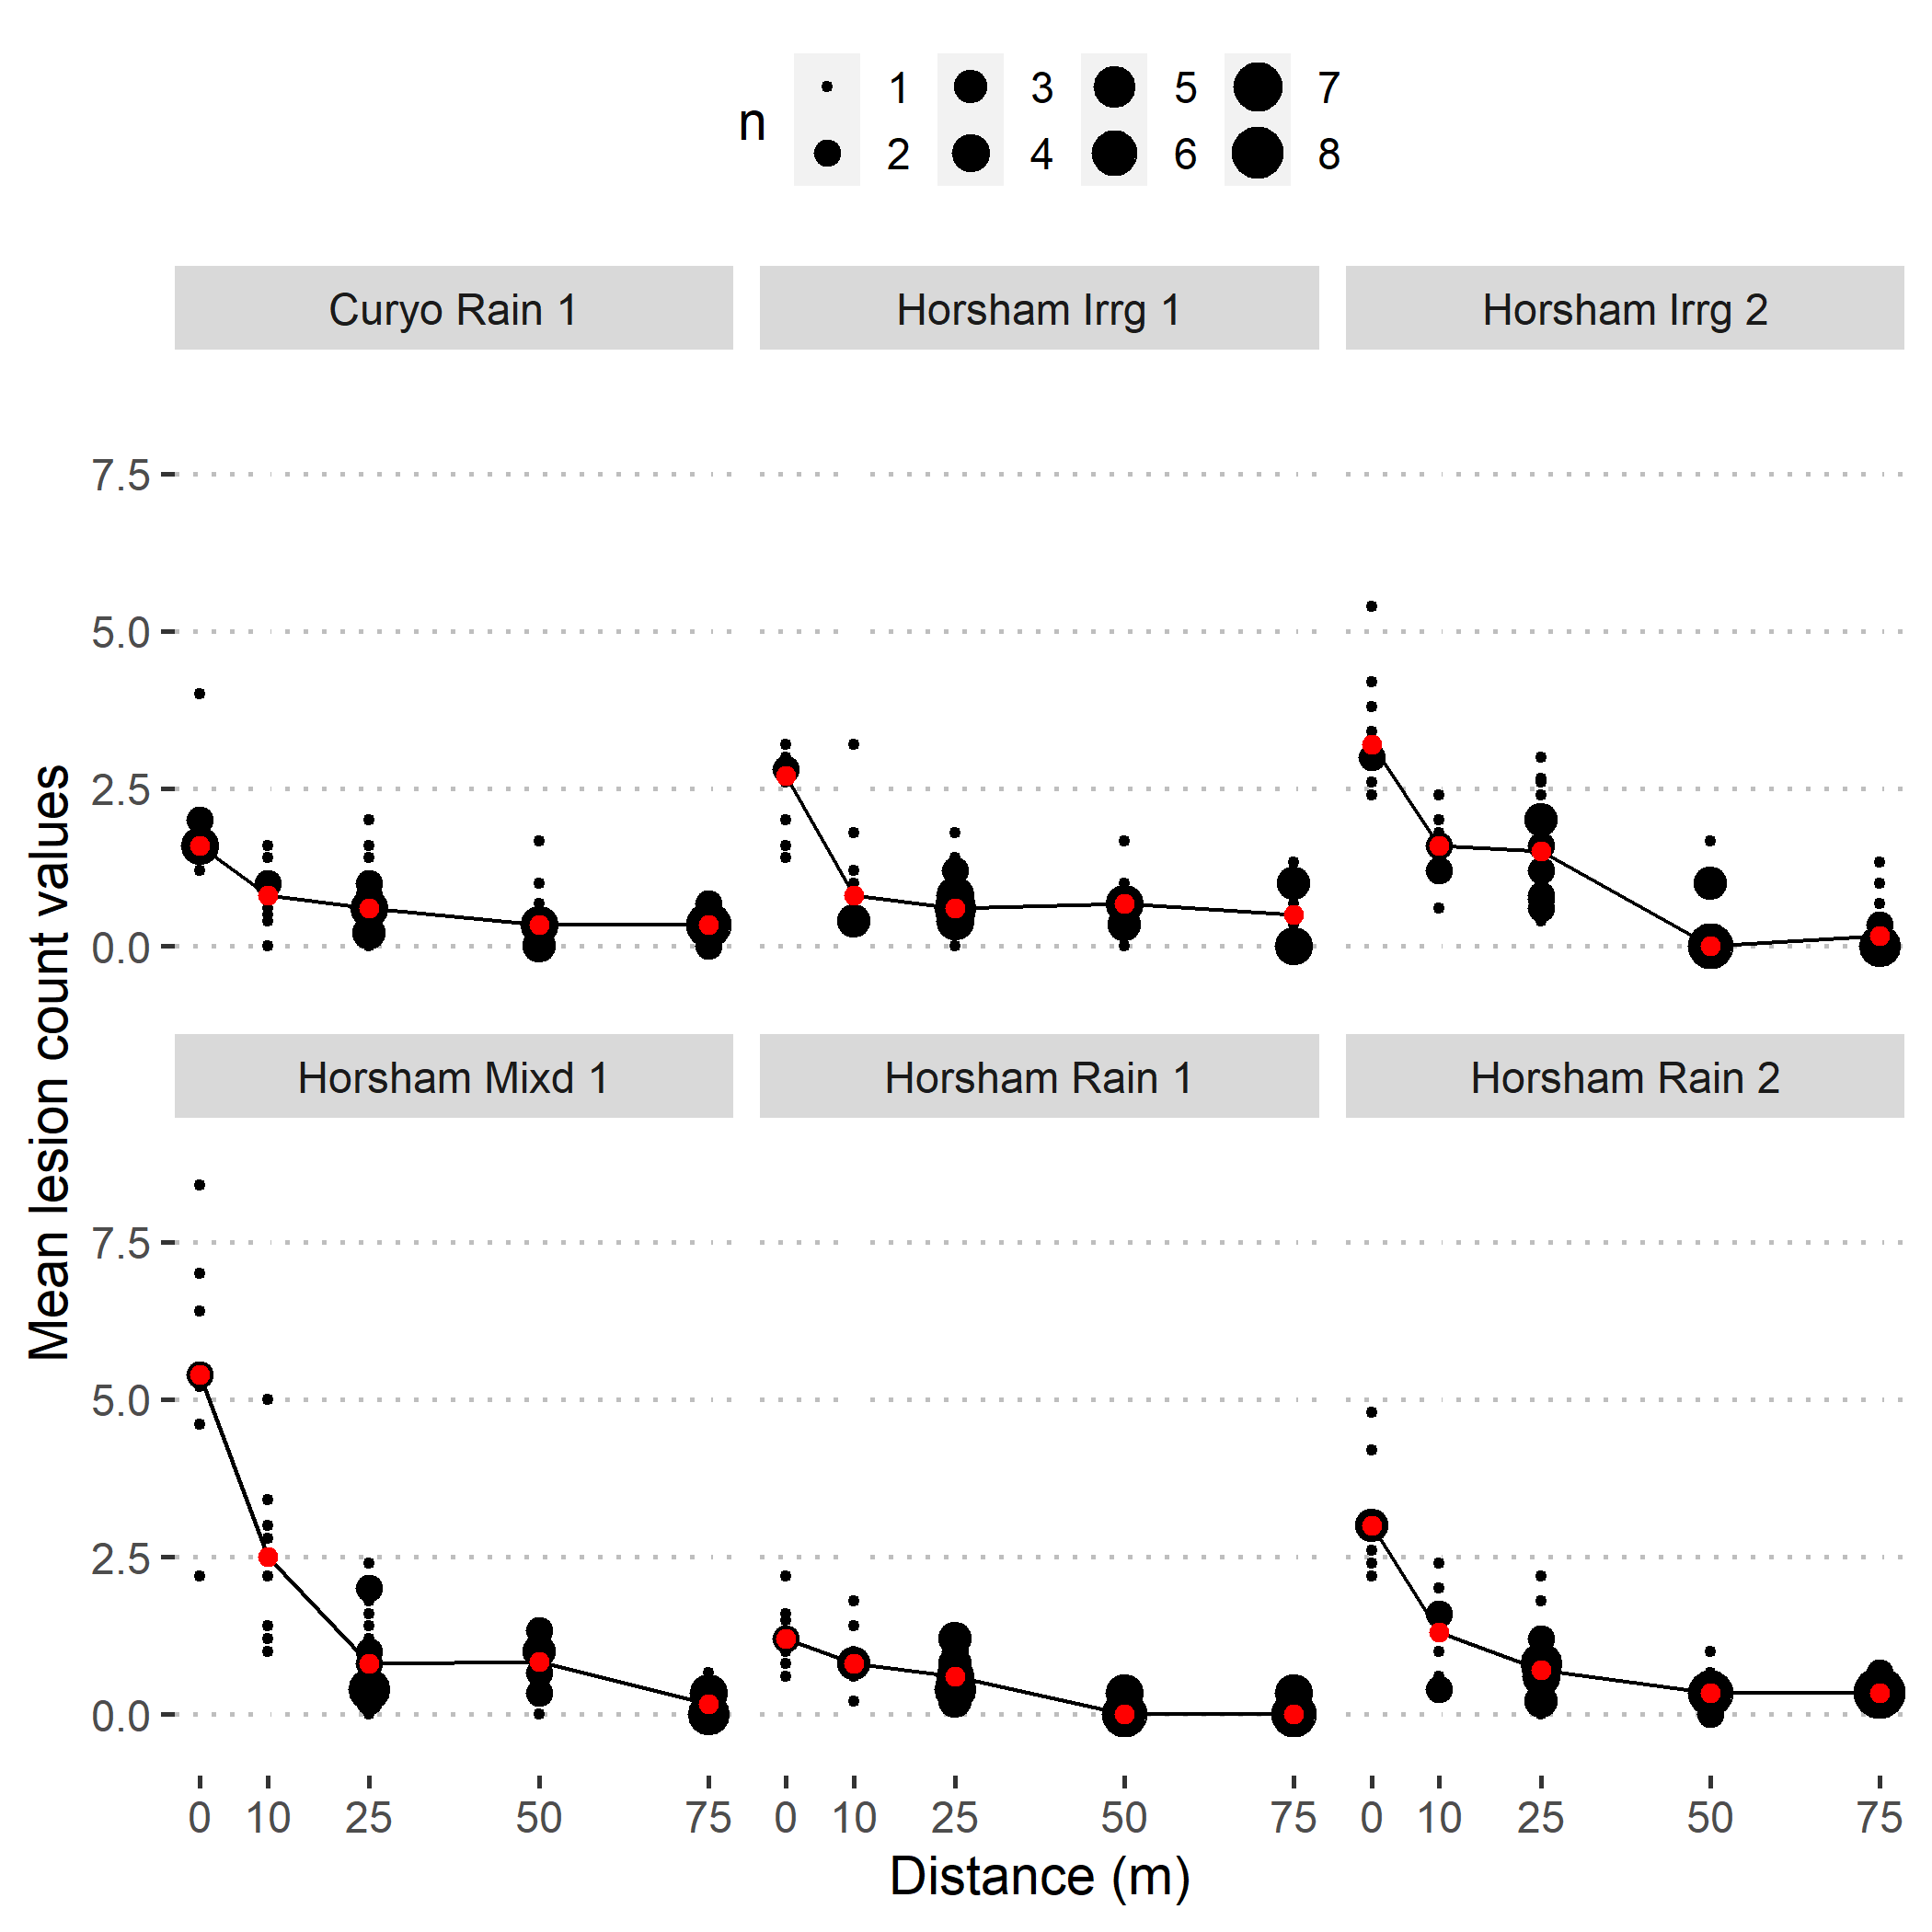 n
1 3 5 7
2 4 6 8
Curyo Rain 1
Horsham Irrg 1
Horsham Irrg 2
7.5
5.0
2.5
0.0
Mean lesion count values
Horsham Mixd 1
Horsham Rain 1
Horsham Rain 2
7.5
5.0
2.5
0.0
0 10 25 50 75
0 10 25 50 75
0 10 25 50 75
Distance (m)